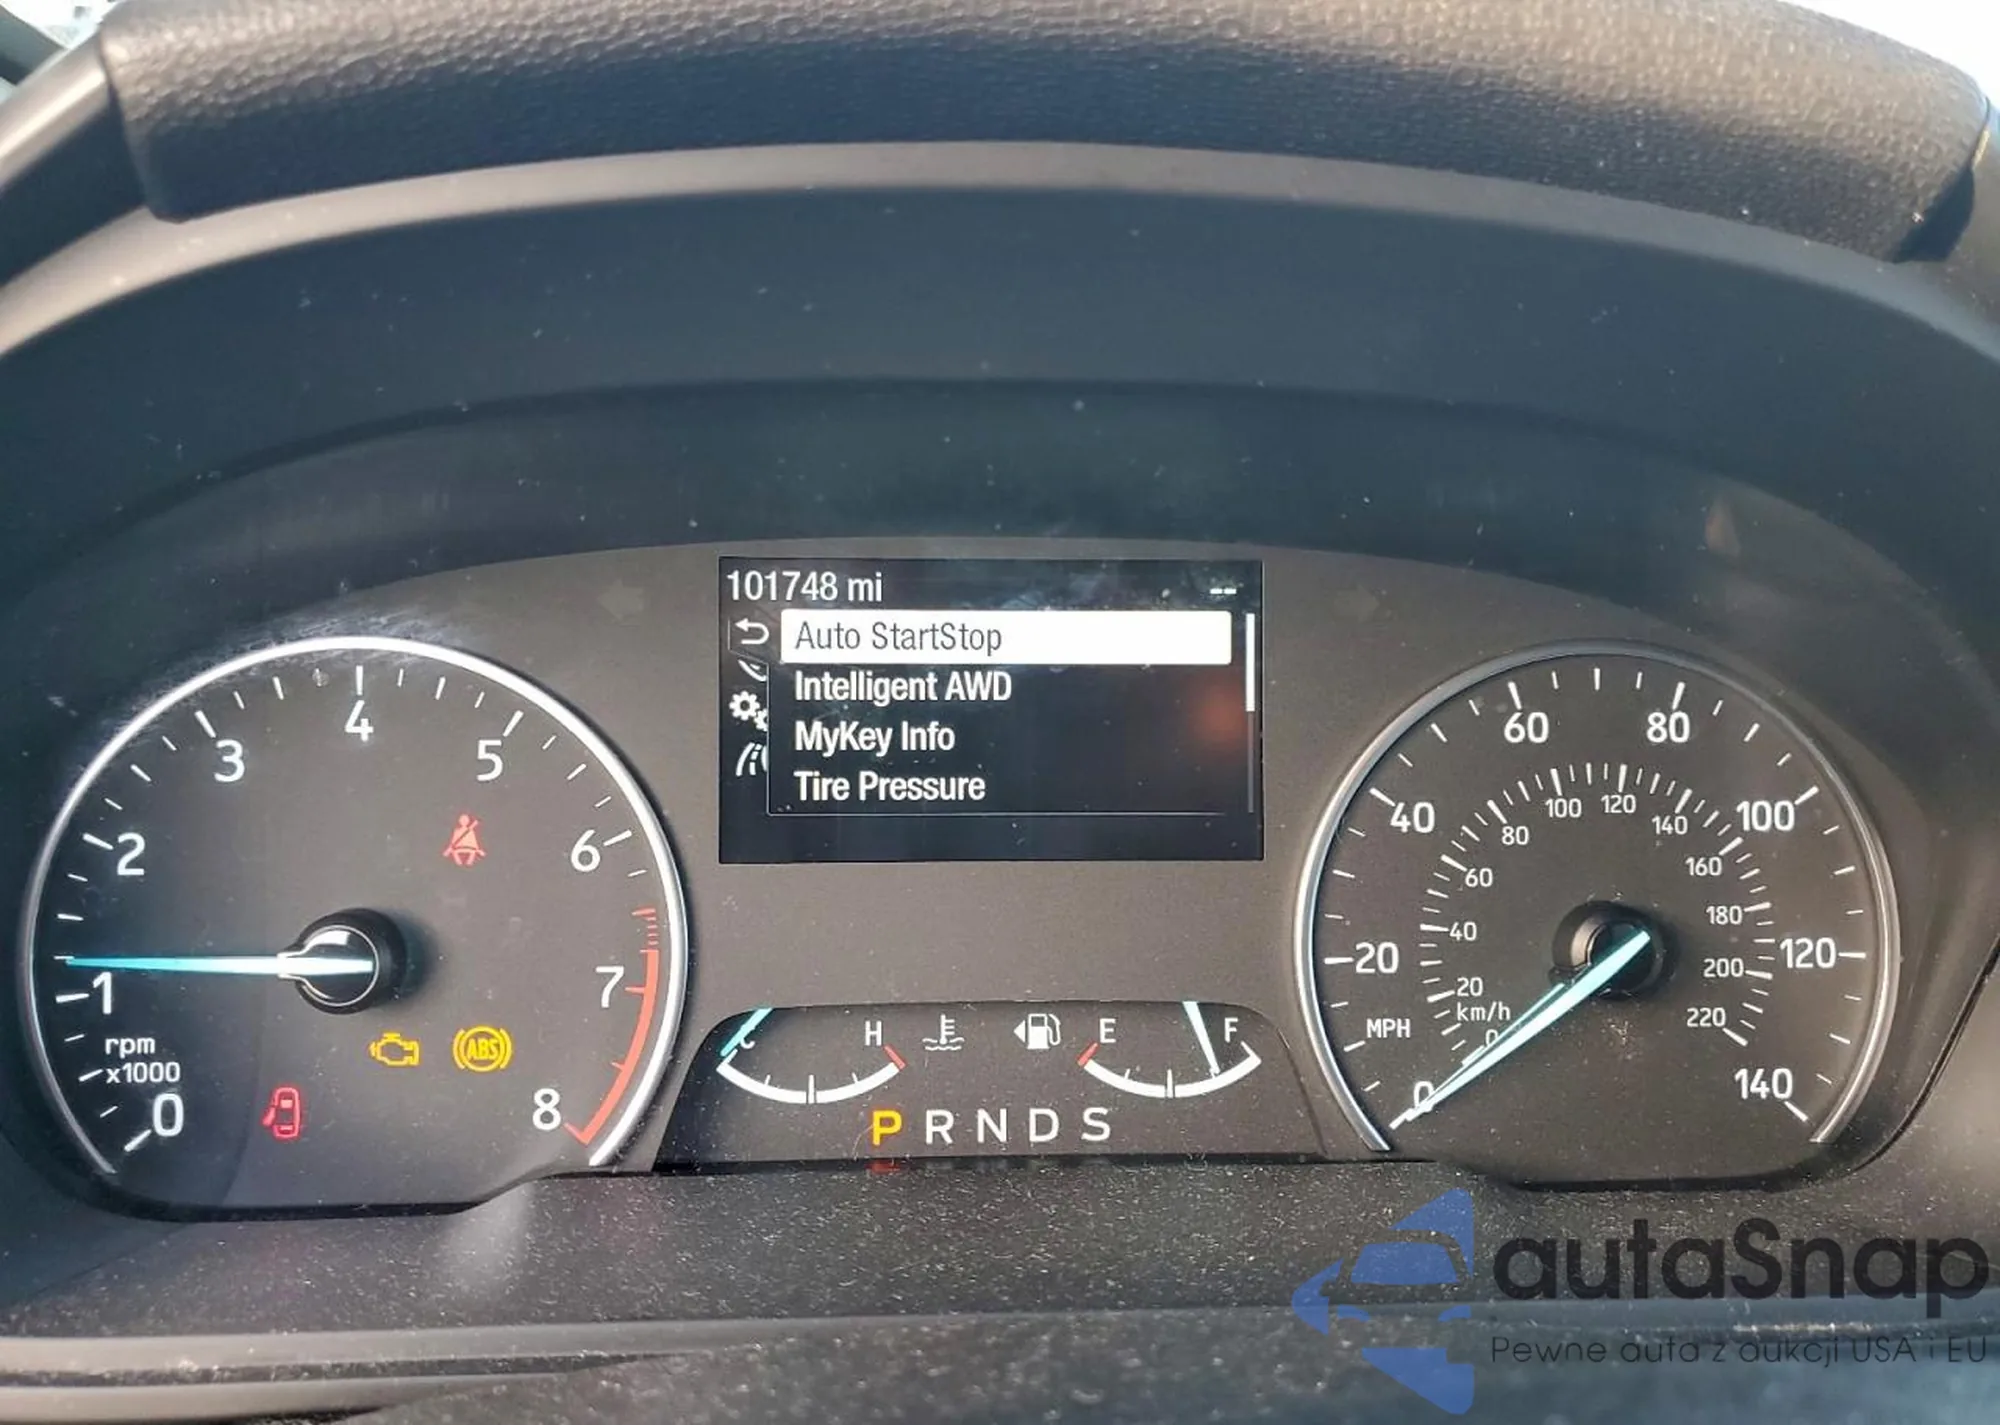 101748 mi --
Auto StartStop
Intelligent AWD
MyKey Info
Tire Pressure
0 1 2 3 4 5 6 7 8
rpm
x1000
ABS
C H
E F
P R N D S
0 20 40 60 80 100 120 140
MPH
0 20 40 60 80 100 120 140 160 180 200 220
km/h
autaSnap
Pewne auta z aukcji USA i EU